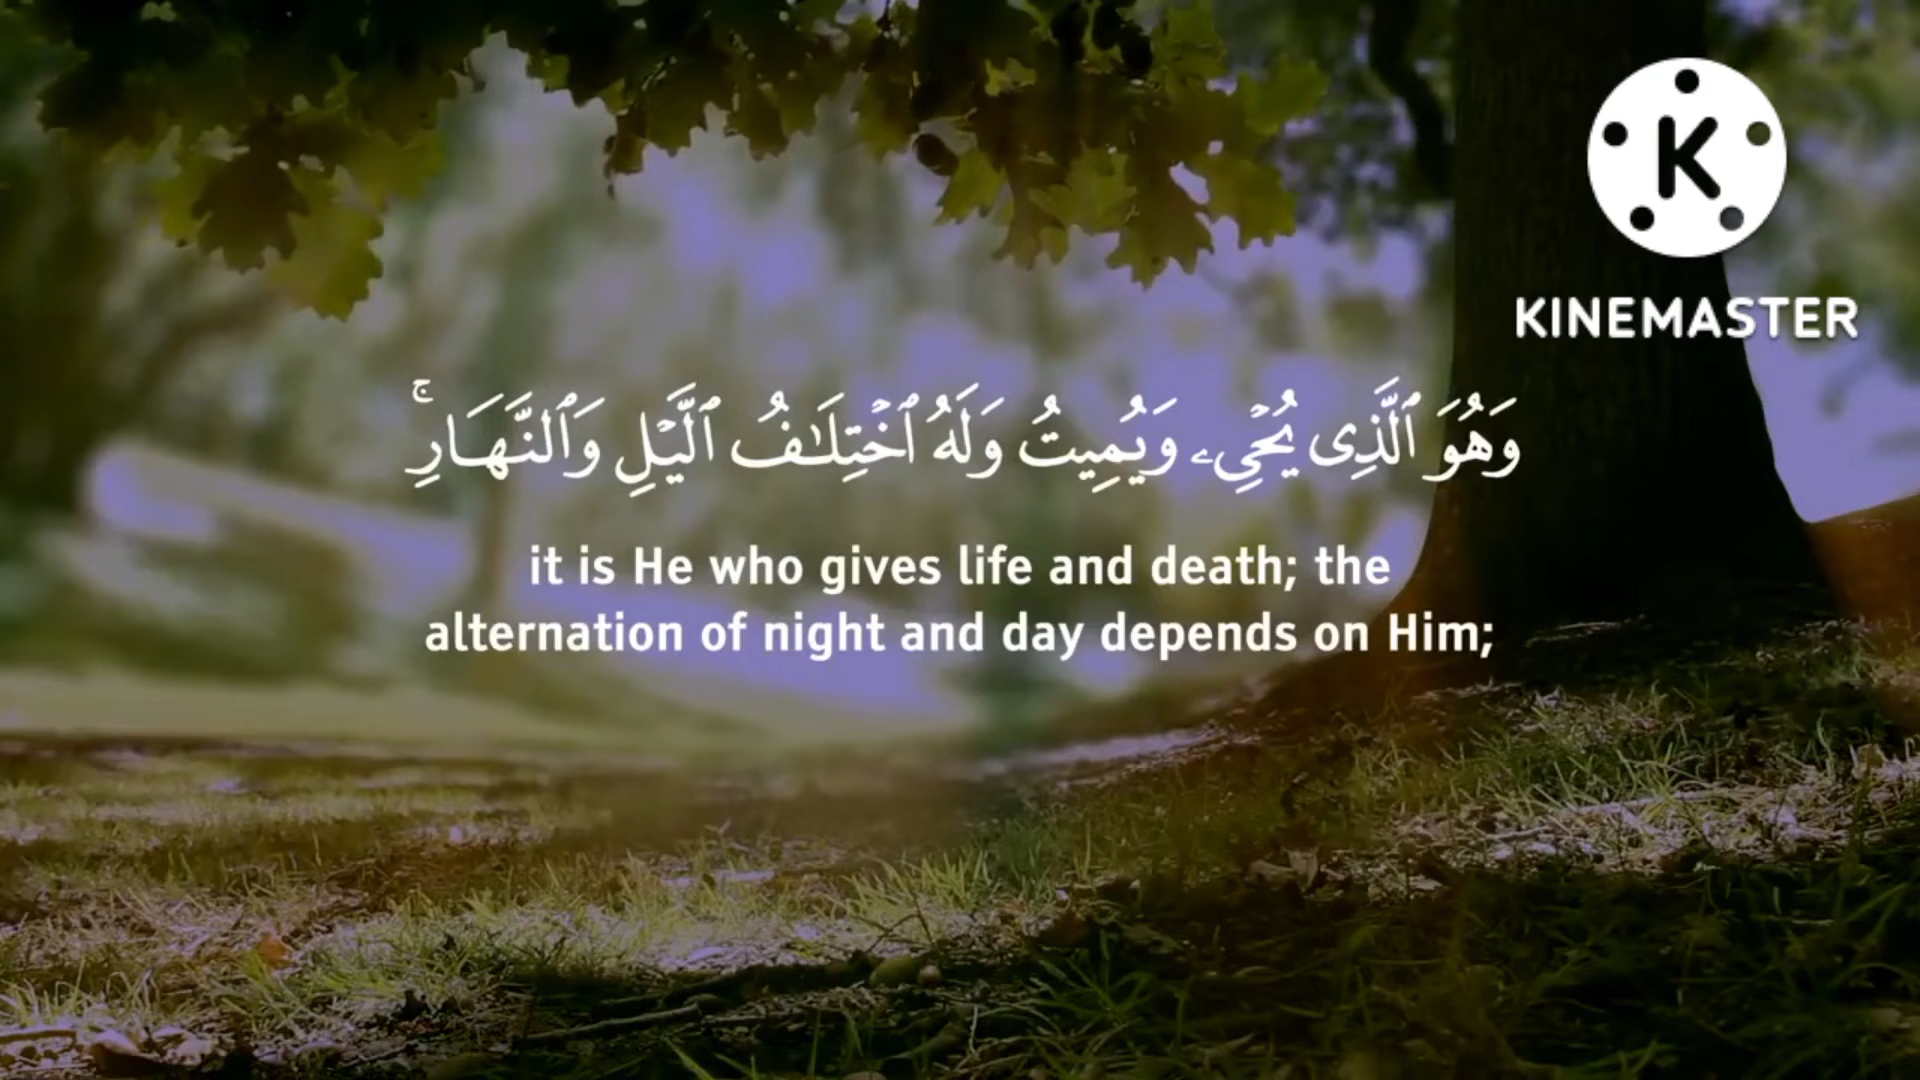 K
KINEMASTER
وَهُوَ ٱلَّذِى يُحْىِۦ وَيُمِيتُ وَلَهُ ٱخْتِلَـٰفُ ٱلَّيْلِ وَٱلنَّهَارِ ۚ
it is He who gives life and death; the
alternation of night and day depends on Him;